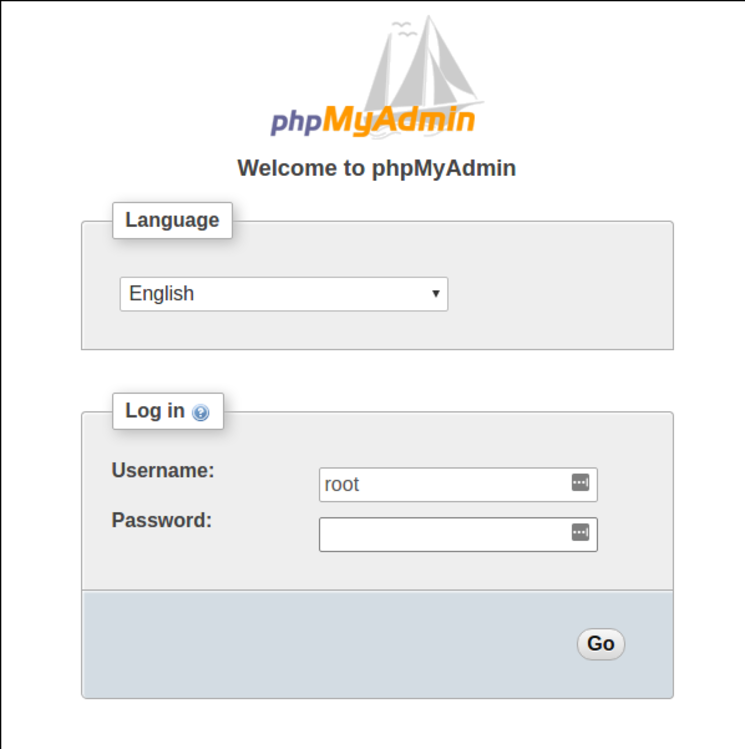 phpMyAdmin
Welcome to phpMyAdmin
Language
English
Log in
Username:
root
Password:
Go